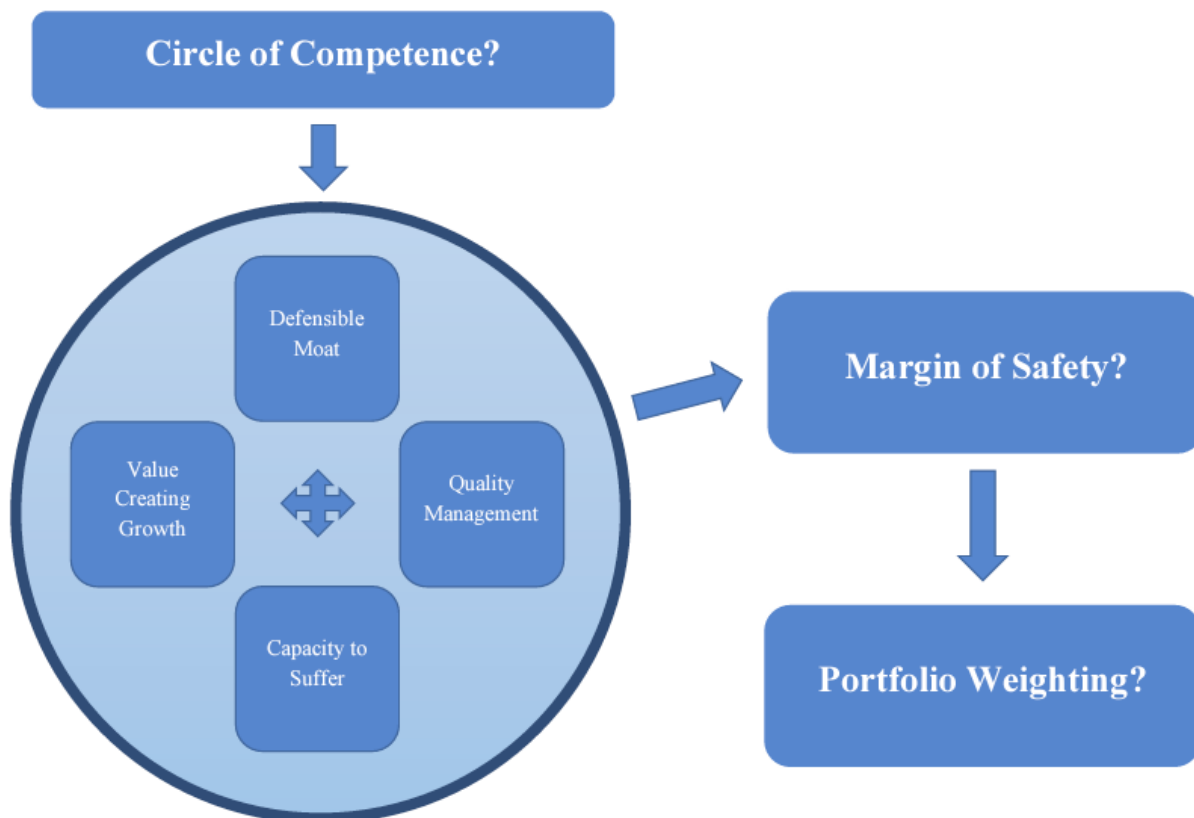 Circle of Competence?
Defensible
Moat
Value
Creating
Growth
Quality
Management
Capacity to
Suffer
Margin of Safety?
Portfolio Weighting?